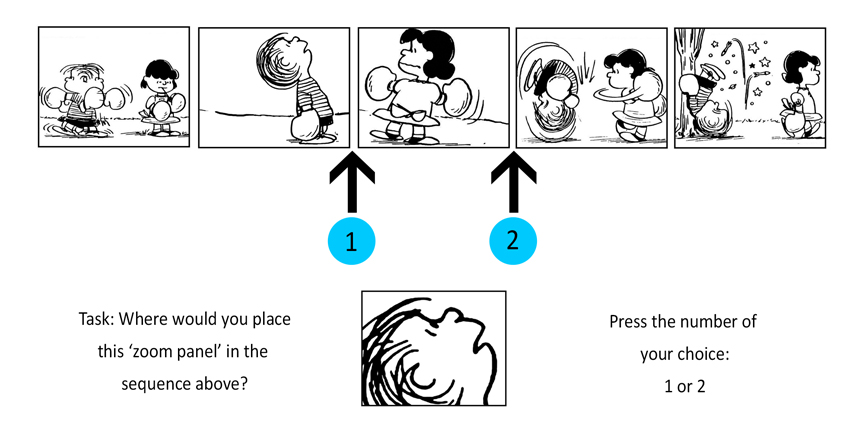 1
2
Task: Where would you place
this ‘zoom panel’ in the
sequence above?
Press the number of
your choice:
1 or 2